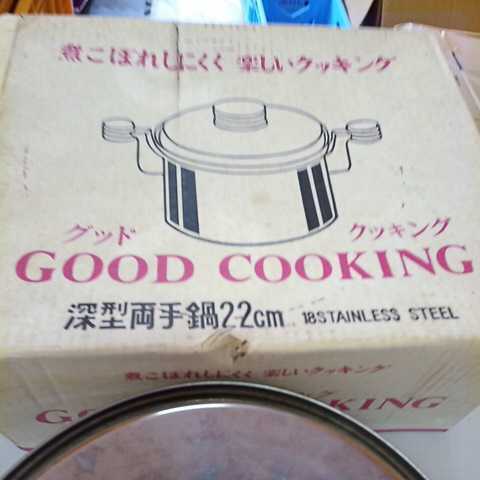 煮こぼれしにくく 楽しいクッキング
グッド クッキング
GOOD COOKING
深型両手鍋22cm 18STAINLESS STEEL
煮こぼれしにくく 楽しいクッキング
COOKING